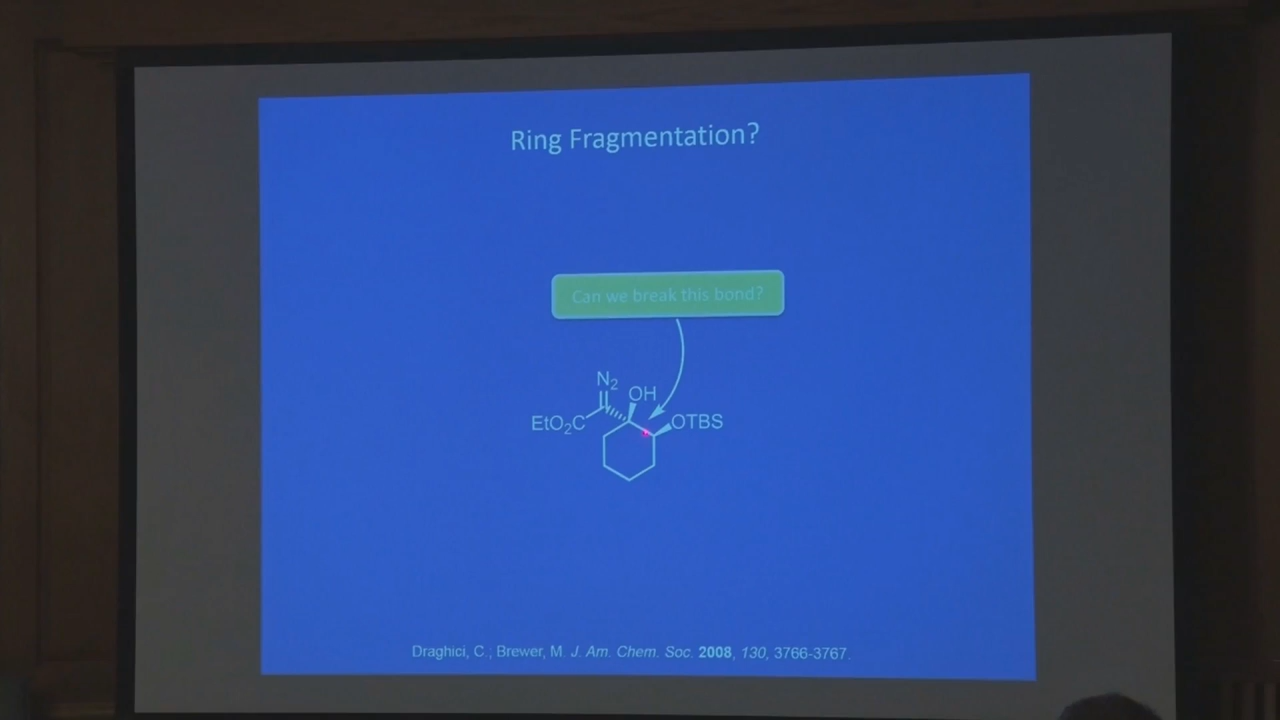 Ring Fragmentation?
Can we break this bond?
N2
OH
EtO2C
OTBS
Draghici, C.; Brewer, M. J. Am. Chem. Soc. 2008, 130, 3766-3767.